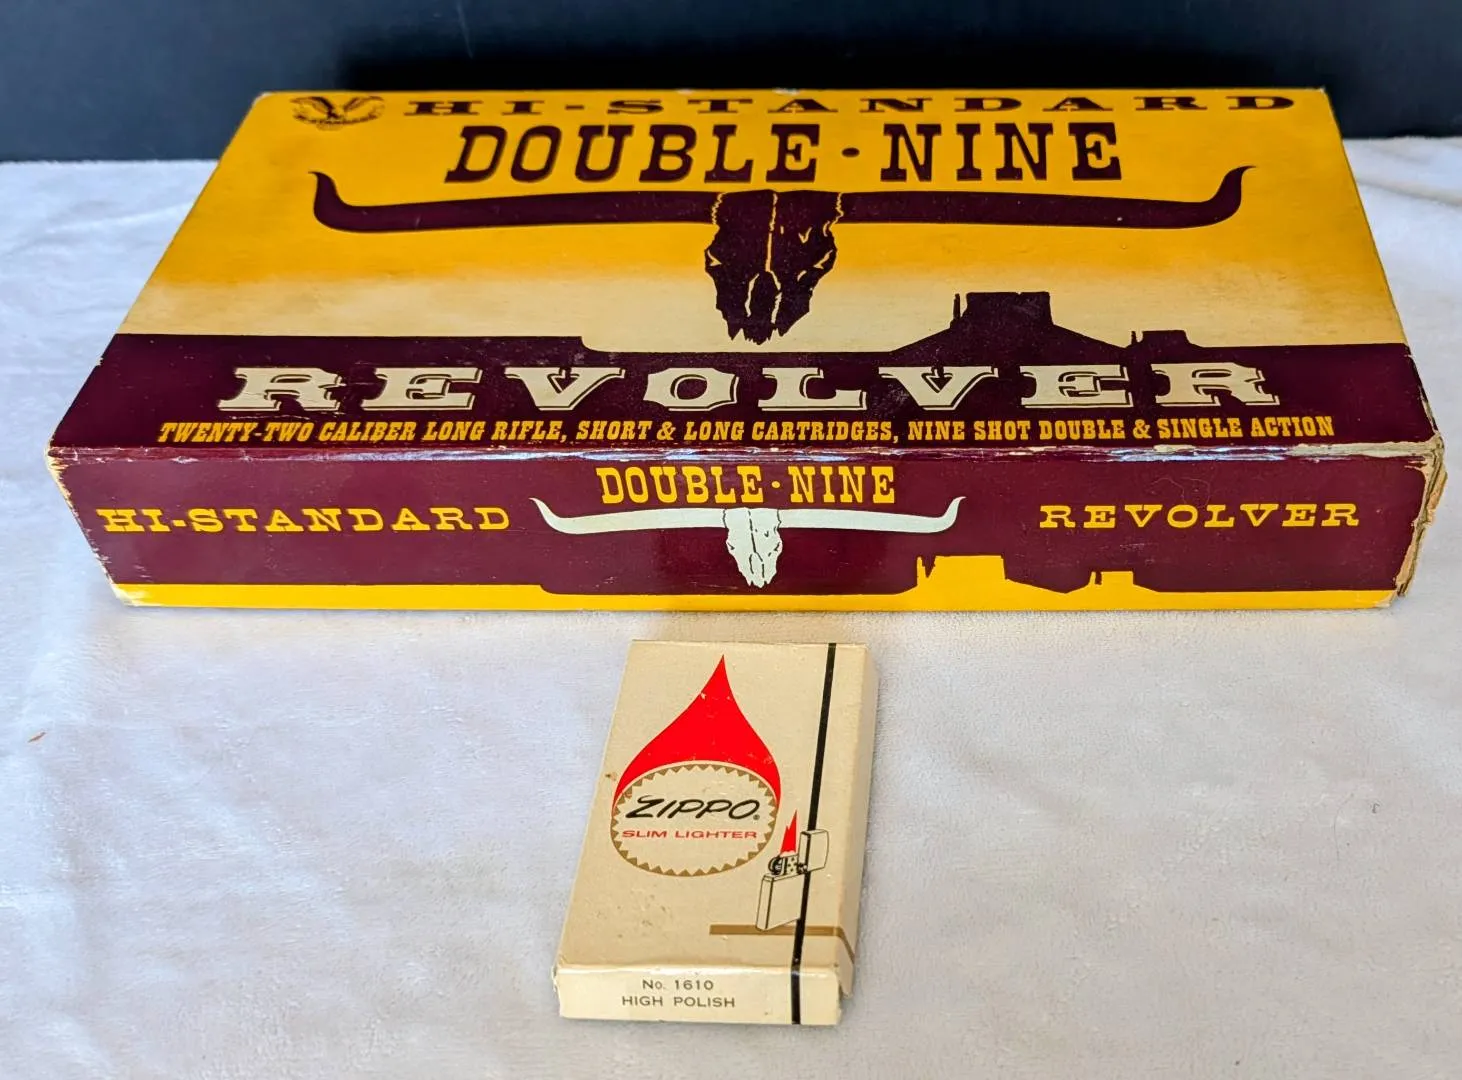 HI-STANDARD
DOUBLE·NINE
REVOLVER
TWENTY-TWO CALIBER LONG RIFLE, SHORT & LONG CARTRIDGES, NINE SHOT DOUBLE & SINGLE ACTION
DOUBLE·NINE
HI-STANDARD
REVOLVER
ZIPPO®
SLIM LIGHTER
No. 1610
HIGH POLISH